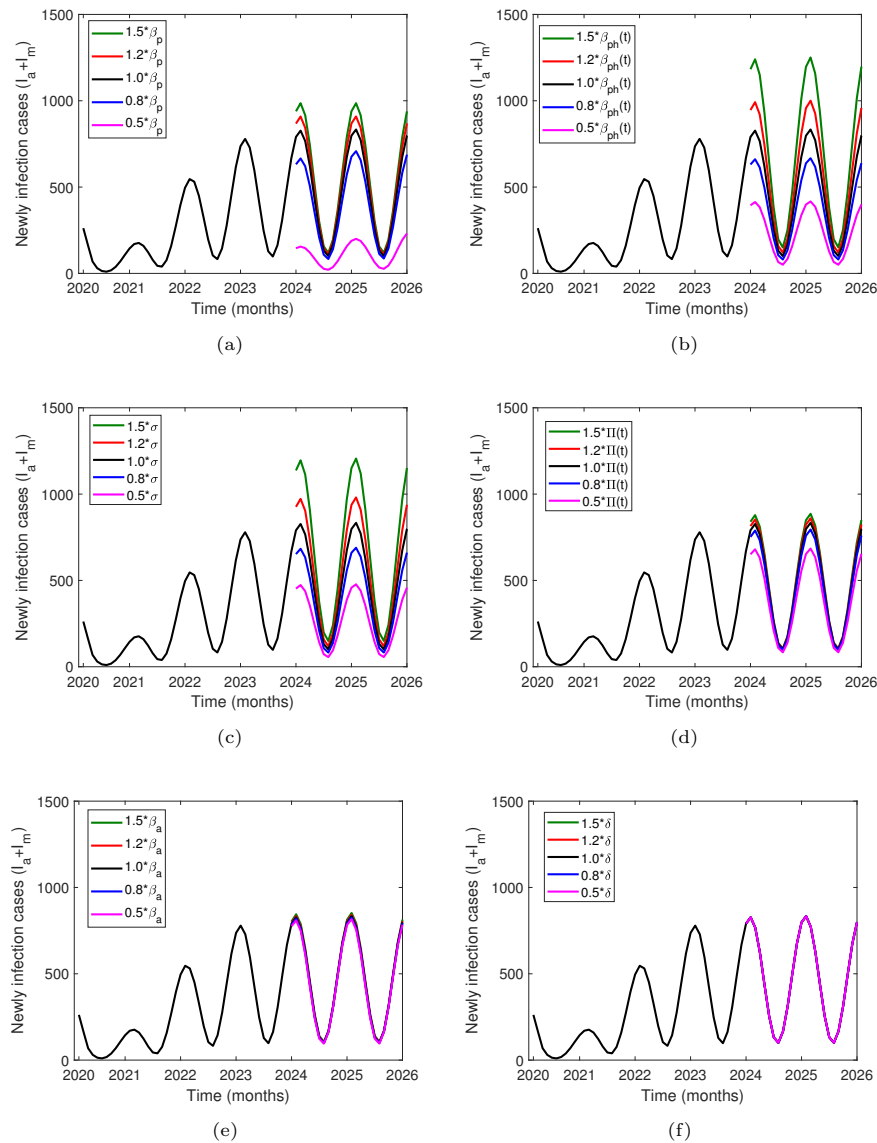 1500
1000
500
0
Newly infection cases (I_a+I_m)
1.5*β_p
1.2*β_p
1.0*β_p
0.8*β_p
0.5*β_p
2020 2021 2022 2023 2024 2025 2026
Time (months)
(a)
1500
1000
500
0
Newly infection cases (I_a+I_m)
1.5*β_ph(t)
1.2*β_ph(t)
1.0*β_ph(t)
0.8*β_ph(t)
0.5*β_ph(t)
2020 2021 2022 2023 2024 2025 2026
Time (months)
(b)
1500
1000
500
0
Newly infection cases (I_a+I_m)
1.5*σ
1.2*σ
1.0*σ
0.8*σ
0.5*σ
2020 2021 2022 2023 2024 2025 2026
Time (months)
(c)
1500
1000
500
0
Newly infection cases (I_a+I_m)
1.5*Π(t)
1.2*Π(t)
1.0*Π(t)
0.8*Π(t)
0.5*Π(t)
2020 2021 2022 2023 2024 2025 2026
Time (months)
(d)
1500
1000
500
0
Newly infection cases (I_a+I_m)
1.5*β_a
1.2*β_a
1.0*β_a
0.8*β_a
0.5*β_a
2020 2021 2022 2023 2024 2025 2026
Time (months)
(e)
1500
1000
500
0
Newly infection cases (I_a+I_m)
1.5*δ
1.2*δ
1.0*δ
0.8*δ
0.5*δ
2020 2021 2022 2023 2024 2025 2026
Time (months)
(f)